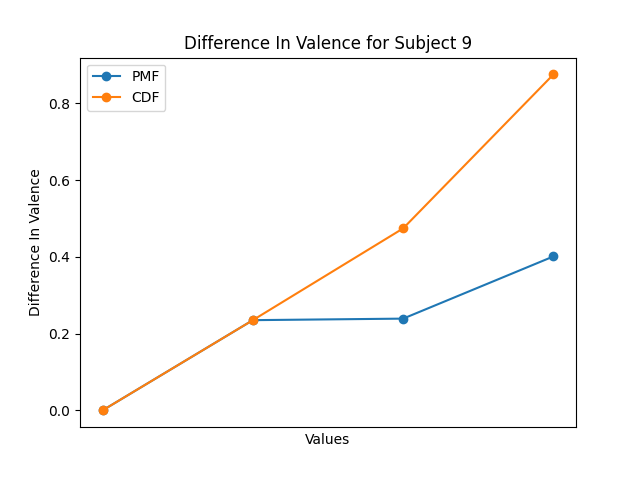 Difference In Valence for Subject 9
PMF
CDF
0.8
0.6
0.4
0.2
0.0
Difference In Valence
Values